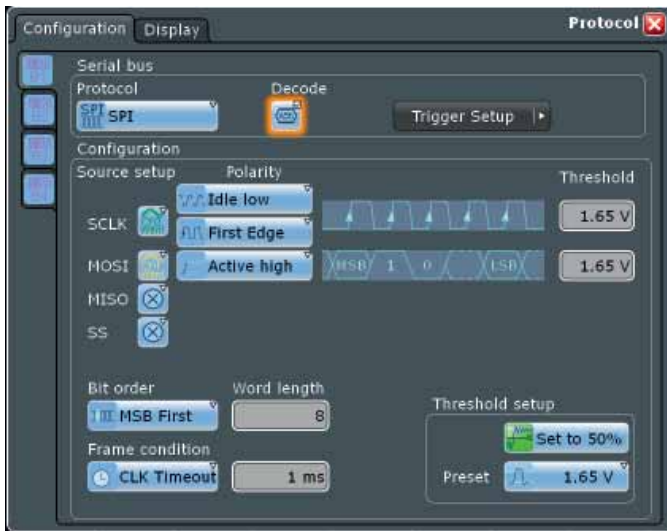 Configuration Display Protocol
Serial bus
Protocol Decode
SPI SPI Trigger Setup
Configuration
Source setup Polarity Threshold
SCLK Idle low 1.65 V
First Edge
MOSI Active high MSB 1 0 LSB 1.65 V
MISO
SS
Bit order Word length
MSB First 8
Threshold setup
Set to 50%
Frame condition
CLK Timeout 1 ms Preset 1.65 V